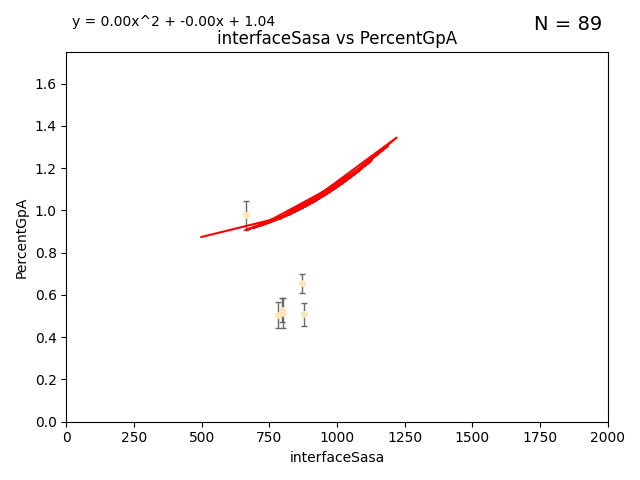 y = 0.00x^2 + -0.00x + 1.04
N = 89
interfaceSasa vs PercentGpA
PercentGpA
1.6
1.4
1.2
1.0
0.8
0.6
0.4
0.2
0.0
0 250 500 750 1000 1250 1500 1750 2000
interfaceSasa